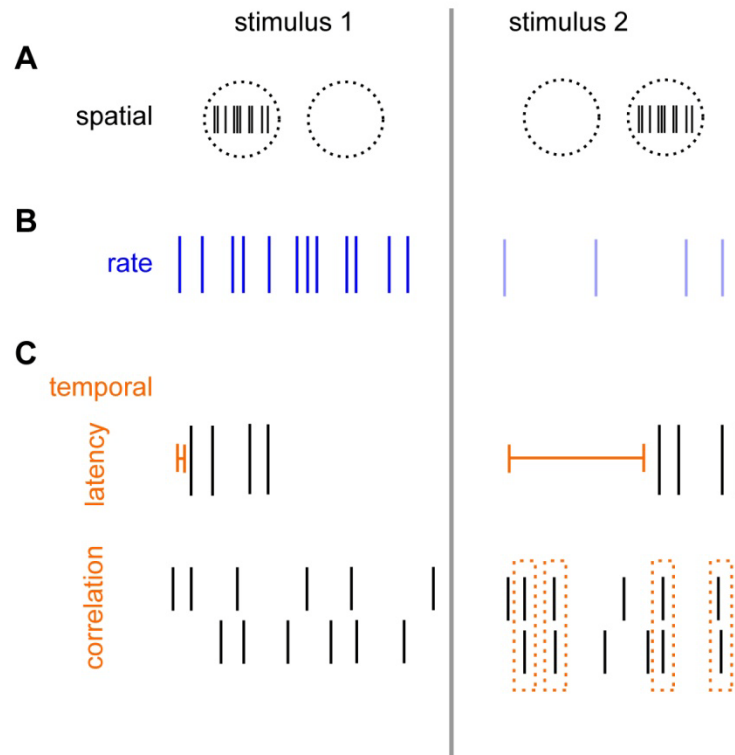 stimulus 1
stimulus 2
A
spatial
B
rate
C
temporal
latency
correlation